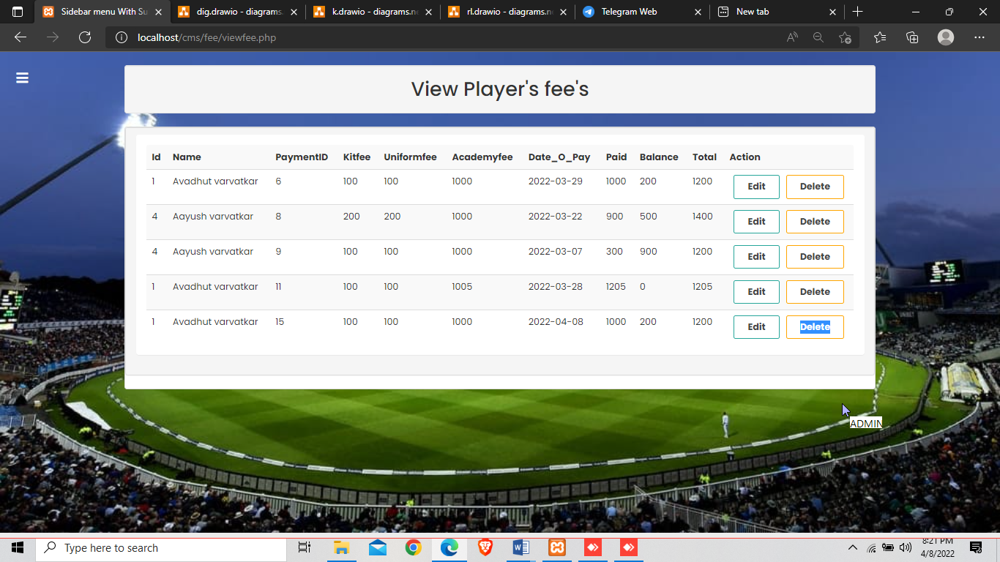 Sidebar menu With Su
dig.drawio - diagrams.
k.drawio - diagrams.ne
rl.drawio - diagrams.n
Telegram Web
New tab
localhost/cms/fee/viewfee.php
View Player's fee's
Id Name PaymentID Kitfee Uniformfee Academyfee Date_O_Pay Paid Balance Total Action
1 Avadhut varvatkar 6 100 100 1000 2022-03-29 1000 200 1200 Edit Delete
4 Aayush varvatkar 8 200 200 1000 2022-03-22 900 500 1400 Edit Delete
4 Aayush varvatkar 9 100 100 1000 2022-03-07 300 900 1200 Edit Delete
1 Avadhut varvatkar 11 100 100 1005 2022-03-28 1205 0 1205 Edit Delete
1 Avadhut varvatkar 15 100 100 1000 2022-04-08 1000 200 1200 Edit Delete
ADMIN
Type here to search
8:21 PM
4/8/2022